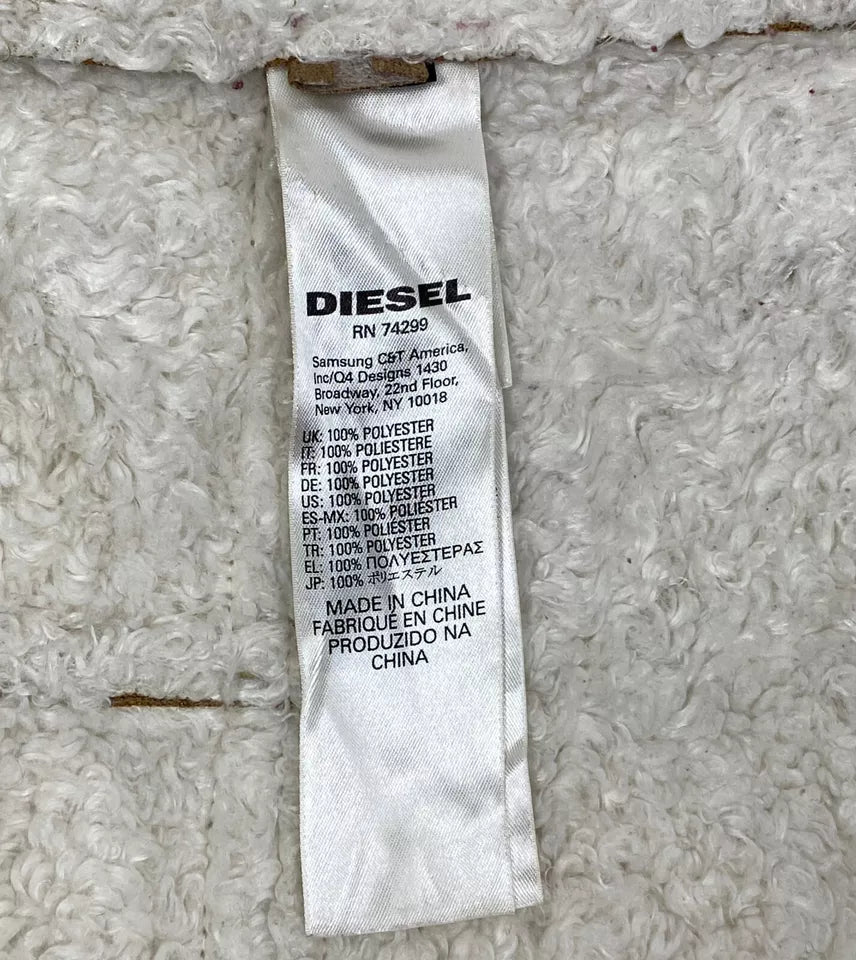 DIESEL
RN 74299
Samsung C&T America,
Inc/Q4 Designs 1430
Broadway, 22nd Floor,
New York, NY 10018
UK: 100% POLYESTER
IT: 100% POLIESTERE
FR: 100% POLYESTER
DE: 100% POLYESTER
US: 100% POLYESTER
ES-MX: 100% POLIÉSTER
PT: 100% POLIÉSTER
TR: 100% POLYESTER
EL: 100% ΠΟΛΥΕΣΤΕΡΑΣ
JP: 100% ポリエステル
MADE IN CHINA
FABRIQUÉ EN CHINE
PRODUZIDO NA
CHINA